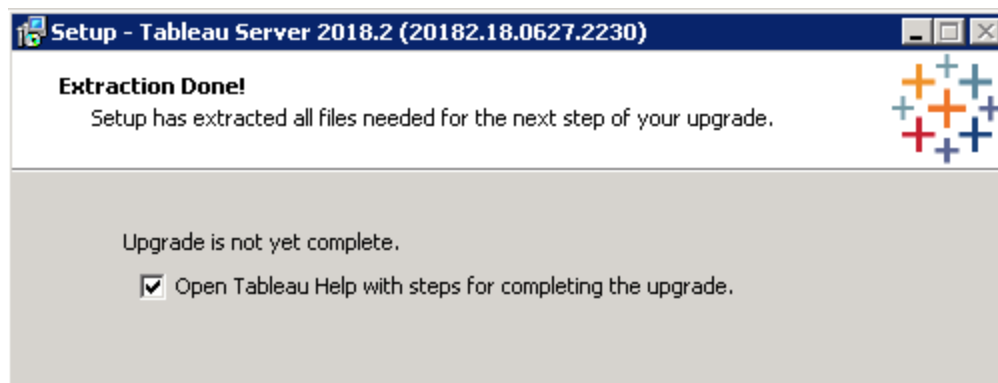 Setup - Tableau Server 2018.2 (20182.18.0627.2230)
Extraction Done!
Setup has extracted all files needed for the next step of your upgrade.
Upgrade is not yet complete.
Open Tableau Help with steps for completing the upgrade.